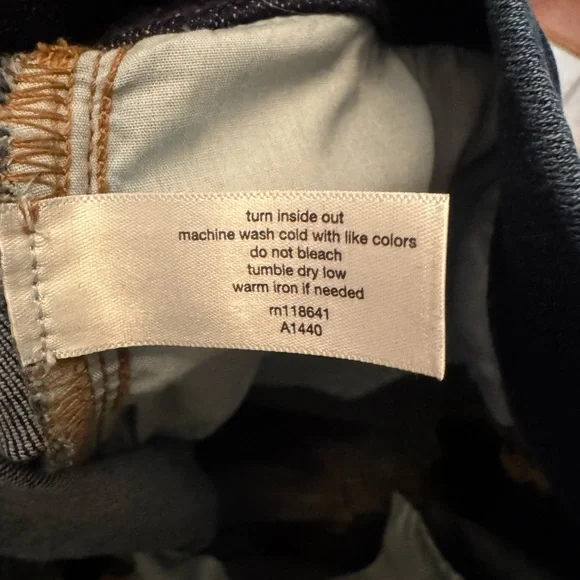 turn inside out
machine wash cold with like colors
do not bleach
tumble dry low
warm iron if needed
rn118641
A1440